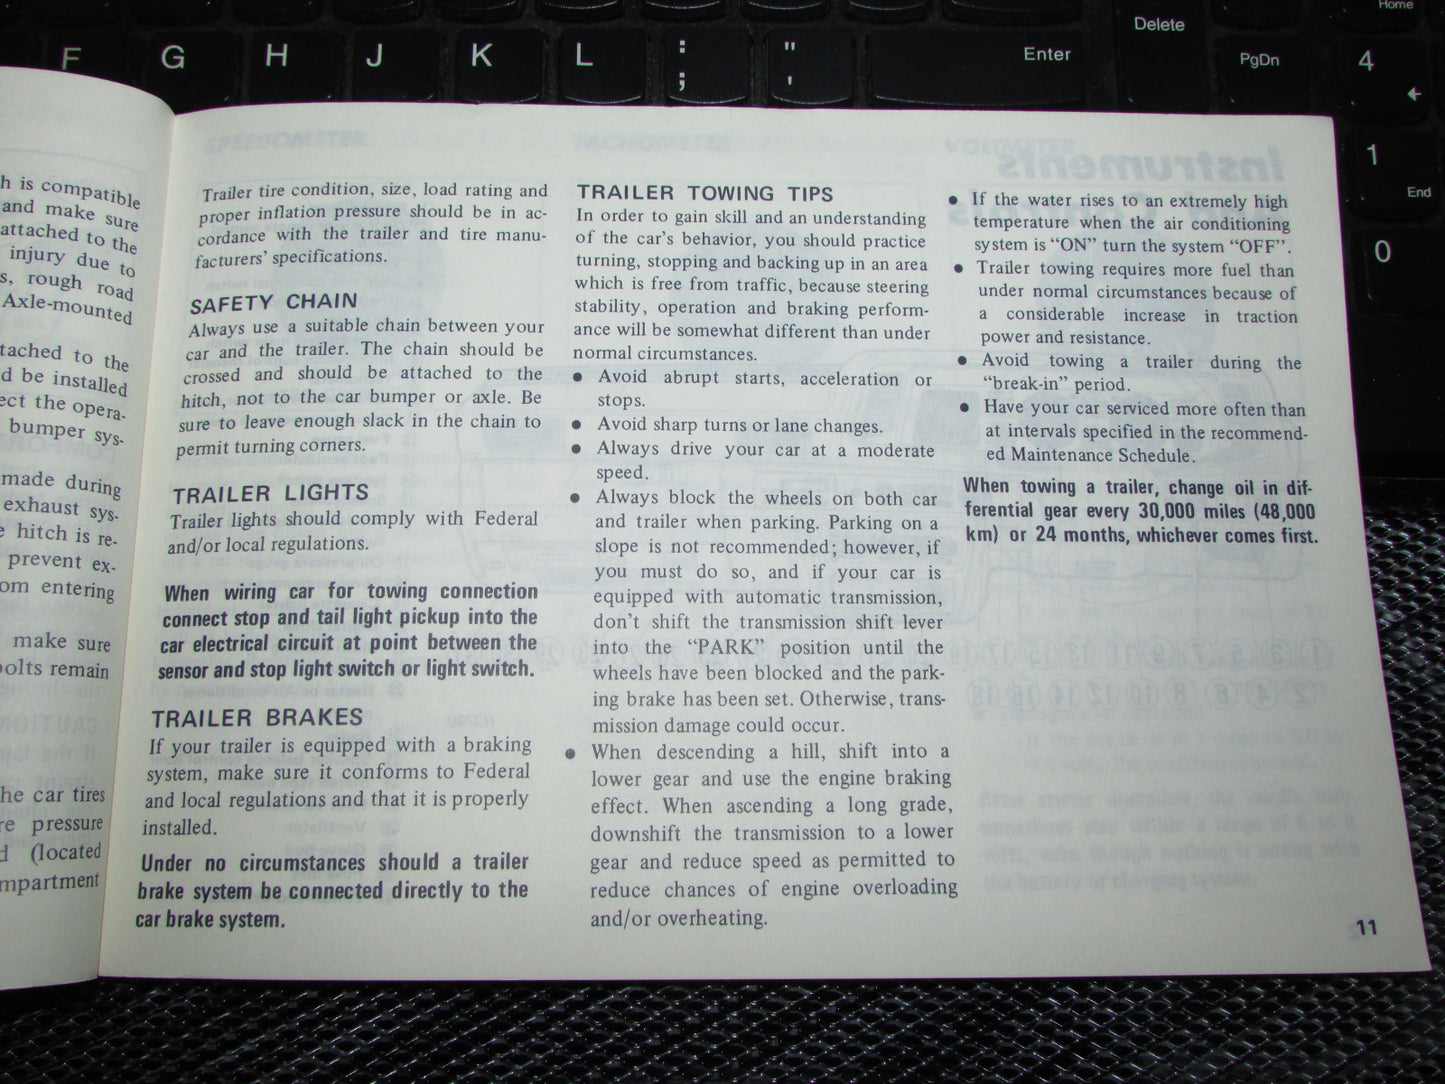 Home
Delete
F
G
H
J
K
L
:
;
"
'
Enter
PgDn
4
1
End
0
h is compatible
and make sure
attached to the
injury due to
s, rough road
Axle-mounted
tached to the
d be installed
ect the opera-
bumper sys-
made during
exhaust sys-
e hitch is re-
prevent ex-
om entering
make sure
bolts remain
he car tires
re pressure
d (located
mpartment
Trailer tire condition, size, load rating and
proper inflation pressure should be in ac-
cordance with the trailer and tire manu-
facturers' specifications.
SAFETY CHAIN
Always use a suitable chain between your
car and the trailer. The chain should be
crossed and should be attached to the
hitch, not to the car bumper or axle. Be
sure to leave enough slack in the chain to
permit turning corners.
TRAILER LIGHTS
Trailer lights should comply with Federal
and/or local regulations.
When wiring car for towing connection
connect stop and tail light pickup into the
car electrical circuit at point between the
sensor and stop light switch or light switch.
TRAILER BRAKES
If your trailer is equipped with a braking
system, make sure it conforms to Federal
and local regulations and that it is properly
installed.
Under no circumstances should a trailer
brake system be connected directly to the
car brake system.
TRAILER TOWING TIPS
In order to gain skill and an understanding
of the car's behavior, you should practice
turning, stopping and backing up in an area
which is free from traffic, because steering
stability, operation and braking perform-
ance will be somewhat different than under
normal circumstances.
● Avoid abrupt starts, acceleration or
stops.
● Avoid sharp turns or lane changes.
● Always drive your car at a moderate
speed.
● Always block the wheels on both car
and trailer when parking. Parking on a
slope is not recommended; however, if
you must do so, and if your car is
equipped with automatic transmission,
don't shift the transmission shift lever
into the “PARK” position until the
wheels have been blocked and the park-
ing brake has been set. Otherwise, trans-
mission damage could occur.
● When descending a hill, shift into a
lower gear and use the engine braking
effect. When ascending a long grade,
downshift the transmission to a lower
gear and reduce speed as permitted to
reduce chances of engine overloading
and/or overheating.
● If the water rises to an extremely high
temperature when the air conditioning
system is “ON” turn the system “OFF”.
● Trailer towing requires more fuel than
under normal circumstances because of
a considerable increase in traction
power and resistance.
● Avoid towing a trailer during the
“break-in” period.
● Have your car serviced more often than
at intervals specified in the recommend-
ed Maintenance Schedule.
When towing a trailer, change oil in dif-
ferential gear every 30,000 miles (48,000
km) or 24 months, whichever comes first.
11